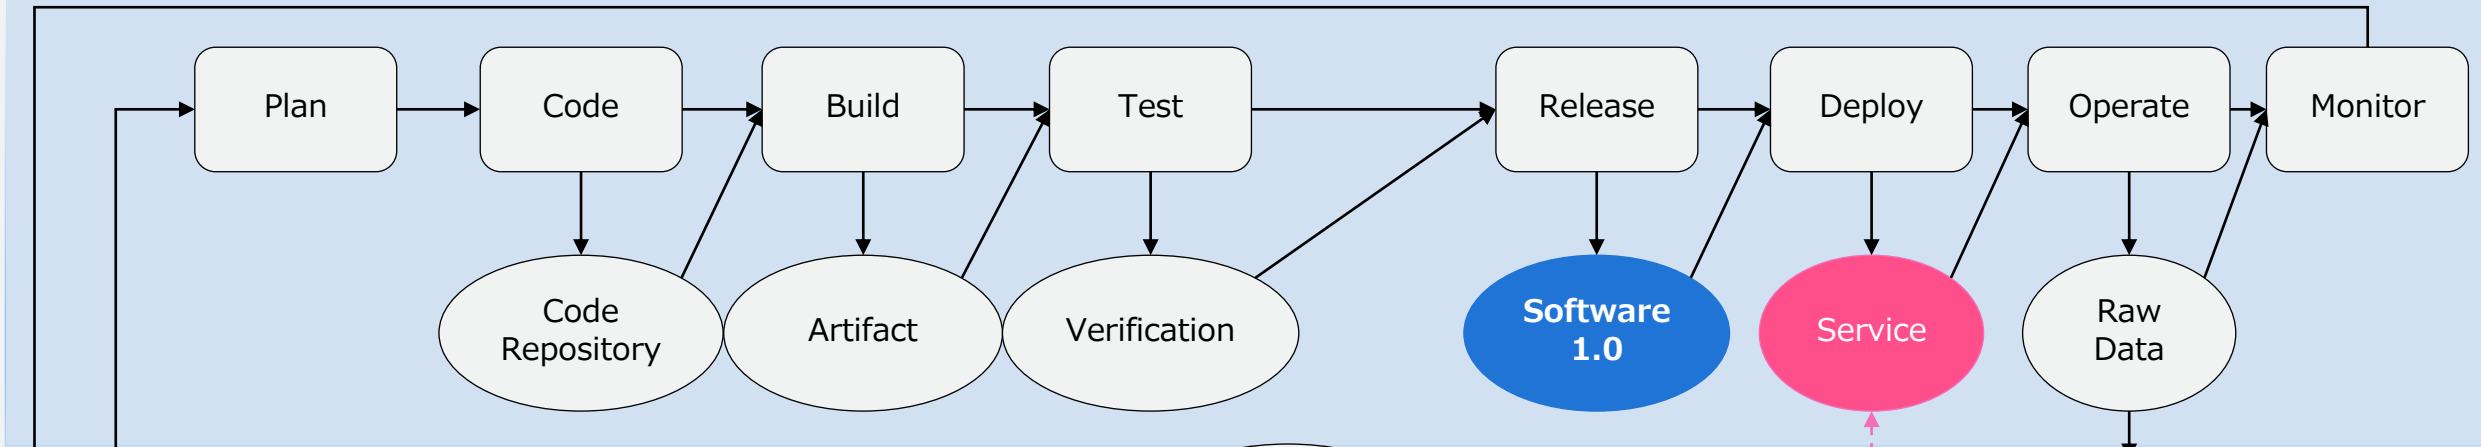 Plan
Code
Build
Test
Release
Deploy
Operate
Monitor
Code
Repository
Artifact
Verification
Software
1.0
Service
Raw
Data